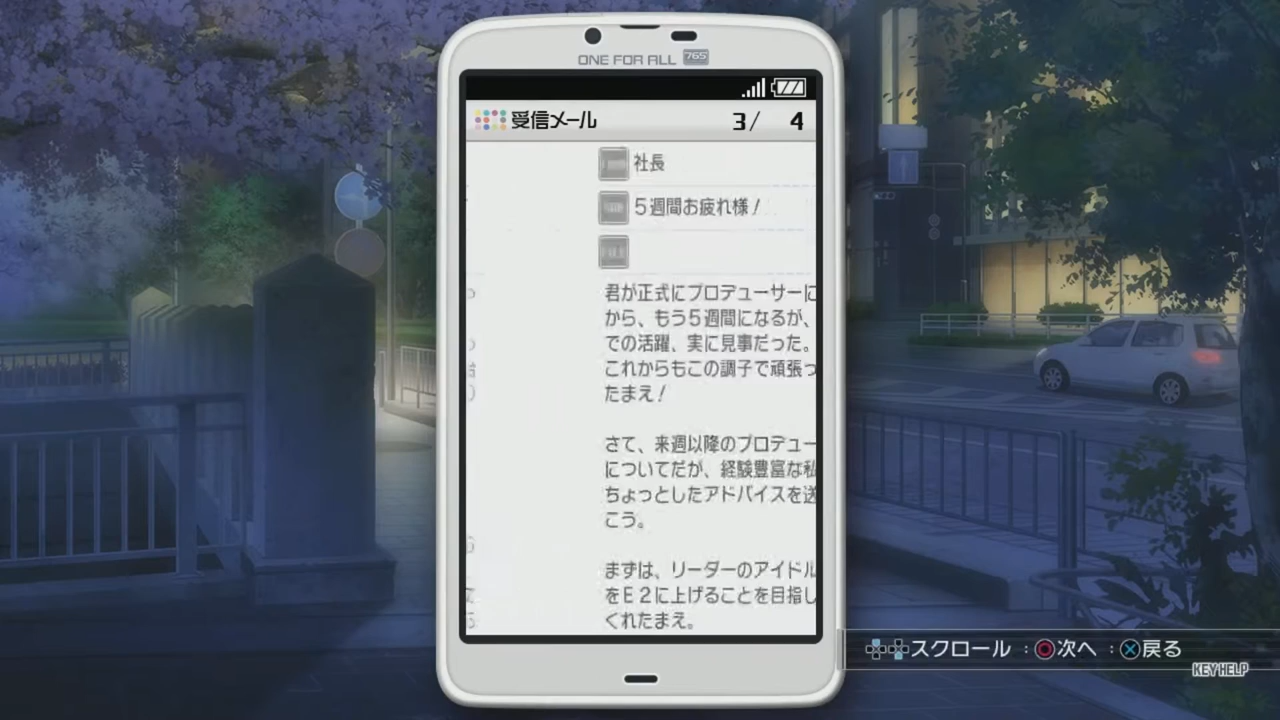 ONE FOR ALL 765
受信メール 3/ 4
社長
5週間お疲れ様!
君が正式にプロデューサーに
から、もう5週間になるが、
での活躍、実に見事だった。
これからもこの調子で頑張っ
たまえ!
さて、来週以降のプロデュー
についてだが、経験豊富な私
ちょっとしたアドバイスを送
こう。
まずは、リーダーのアイドル
をE2に上げることを目指し
くれたまえ。
スクロール :次へ :戻る
KEY HELP